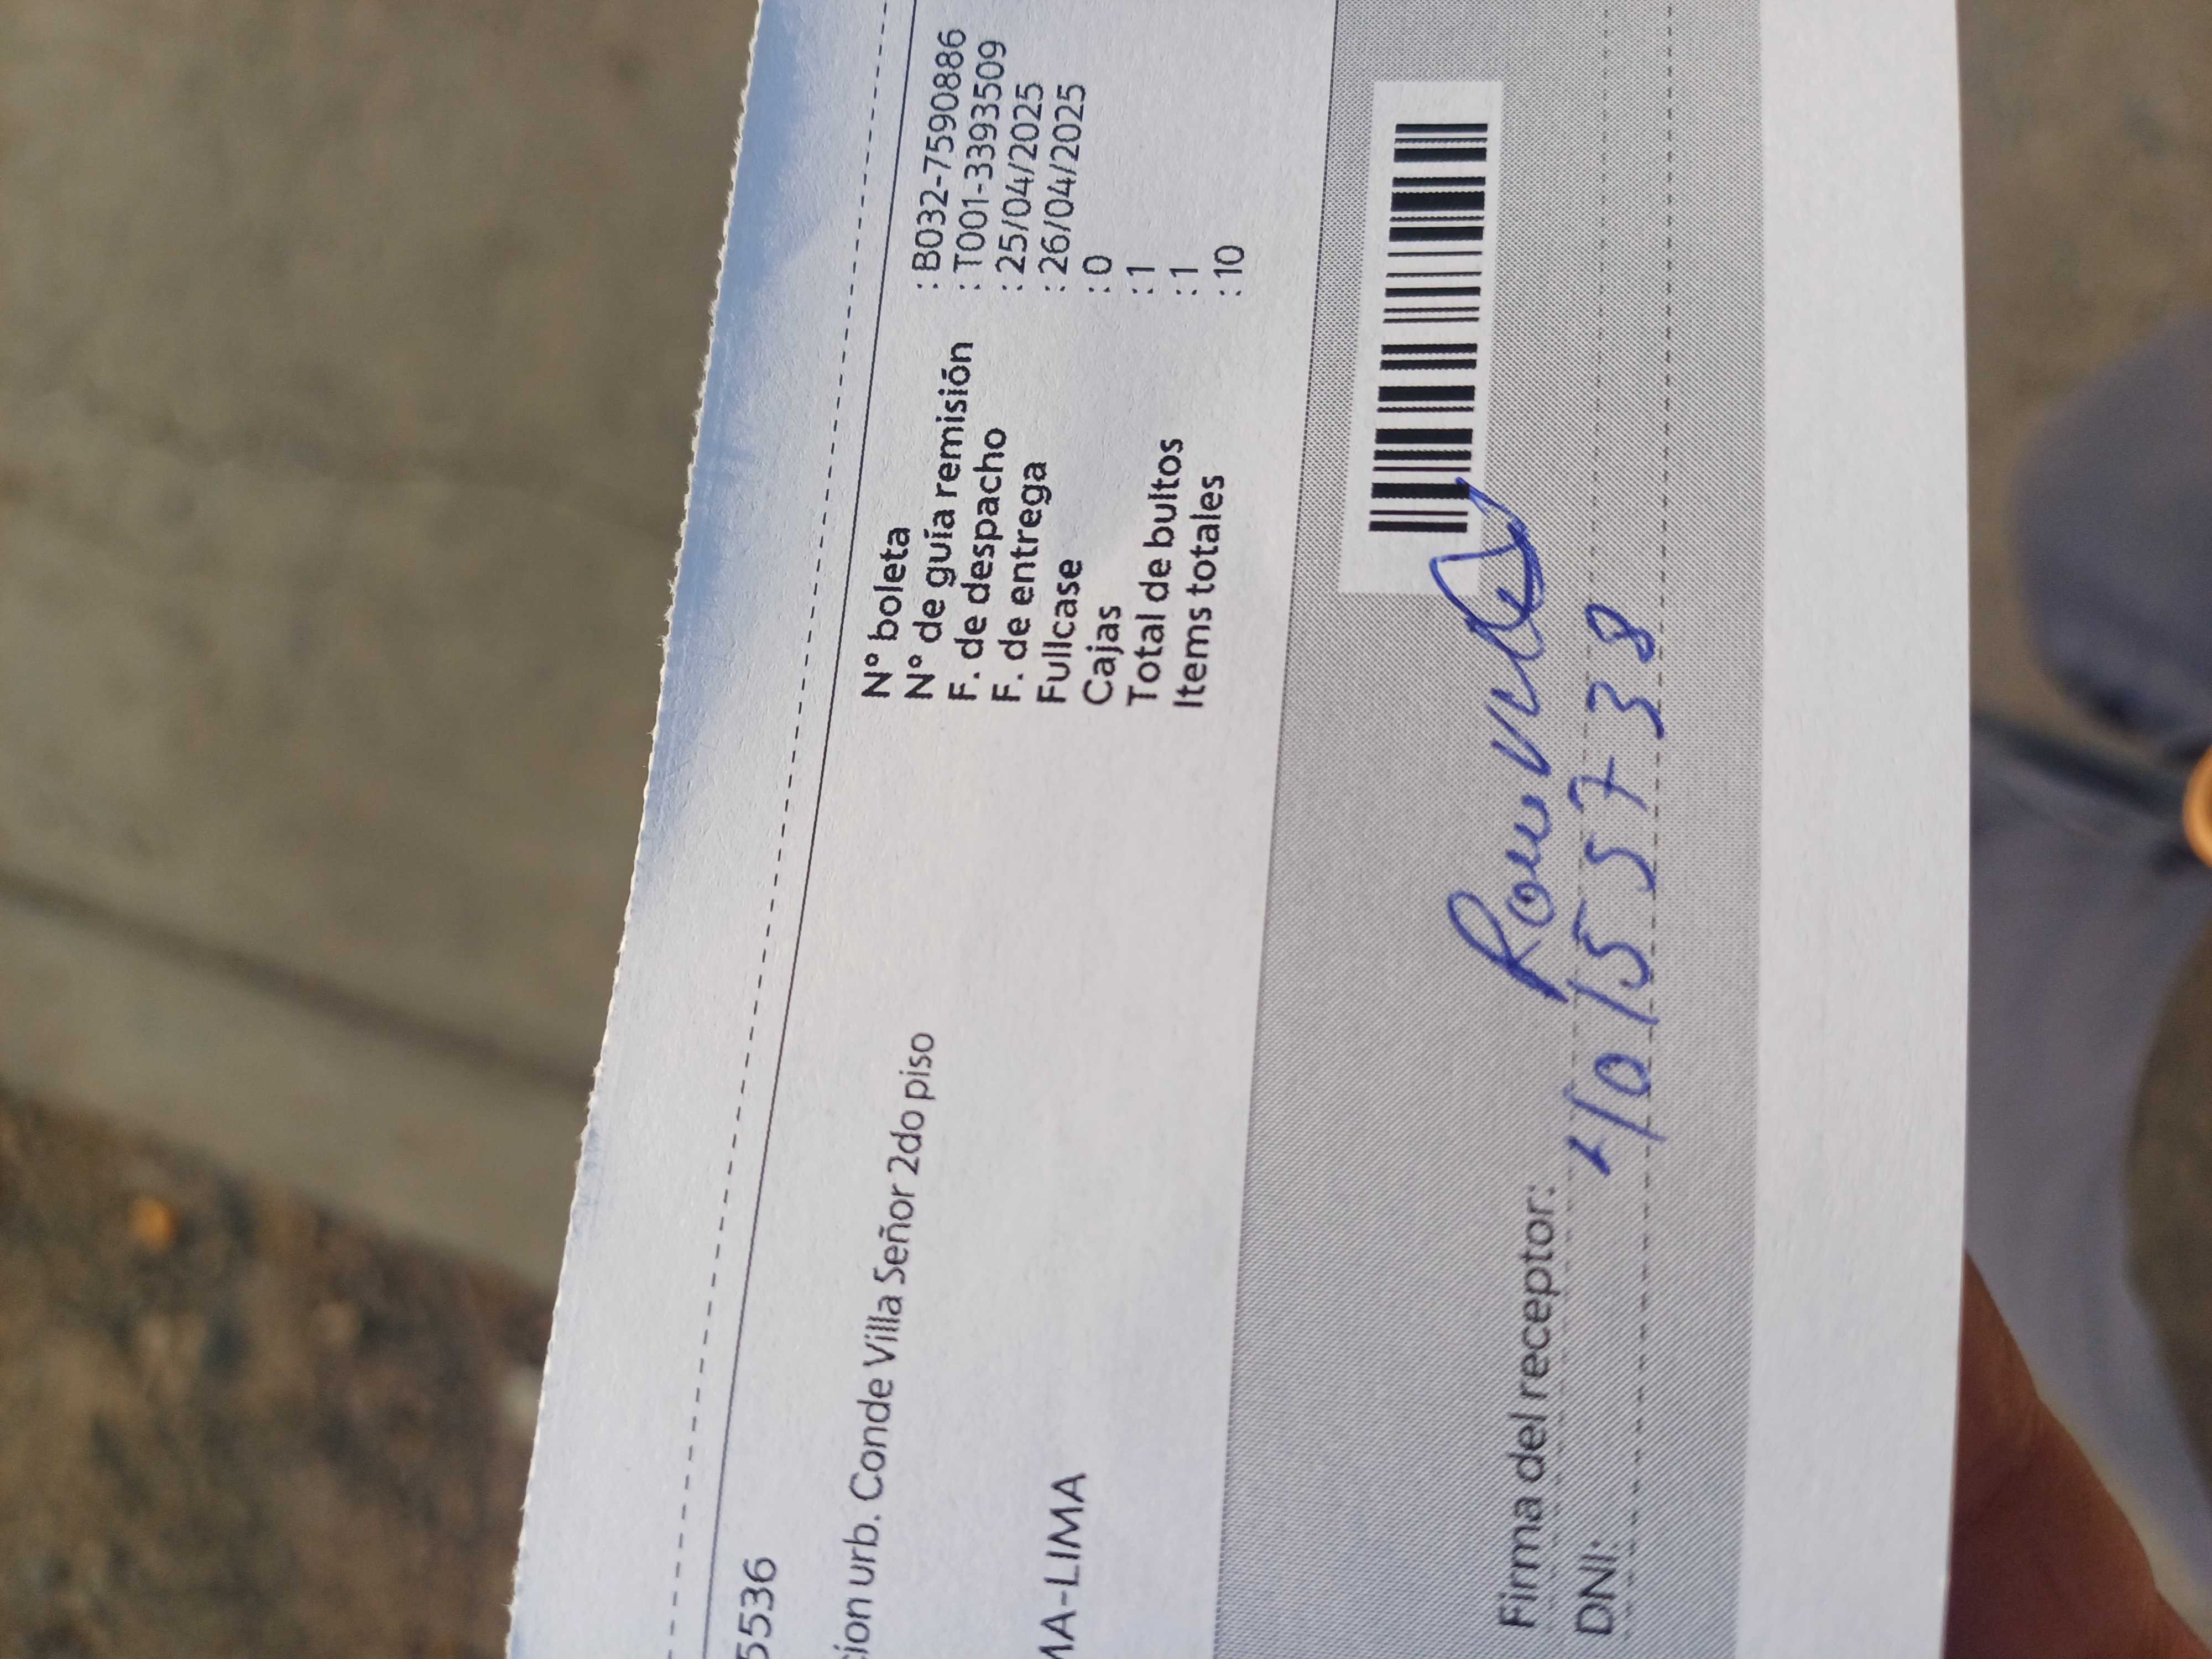 5536
cion urb. Conde Villa Señor 2do piso
MA-LIMA
N° boleta : B032-7590886
N° de guía remisión : T001-3393509
F. de despacho : 25/04/2025
F. de entrega : 26/04/2025
Fullcase : 0
Cajas : 1
Total de bultos : 1
Items totales : 10
Firma del receptor:
DNI: 40155738